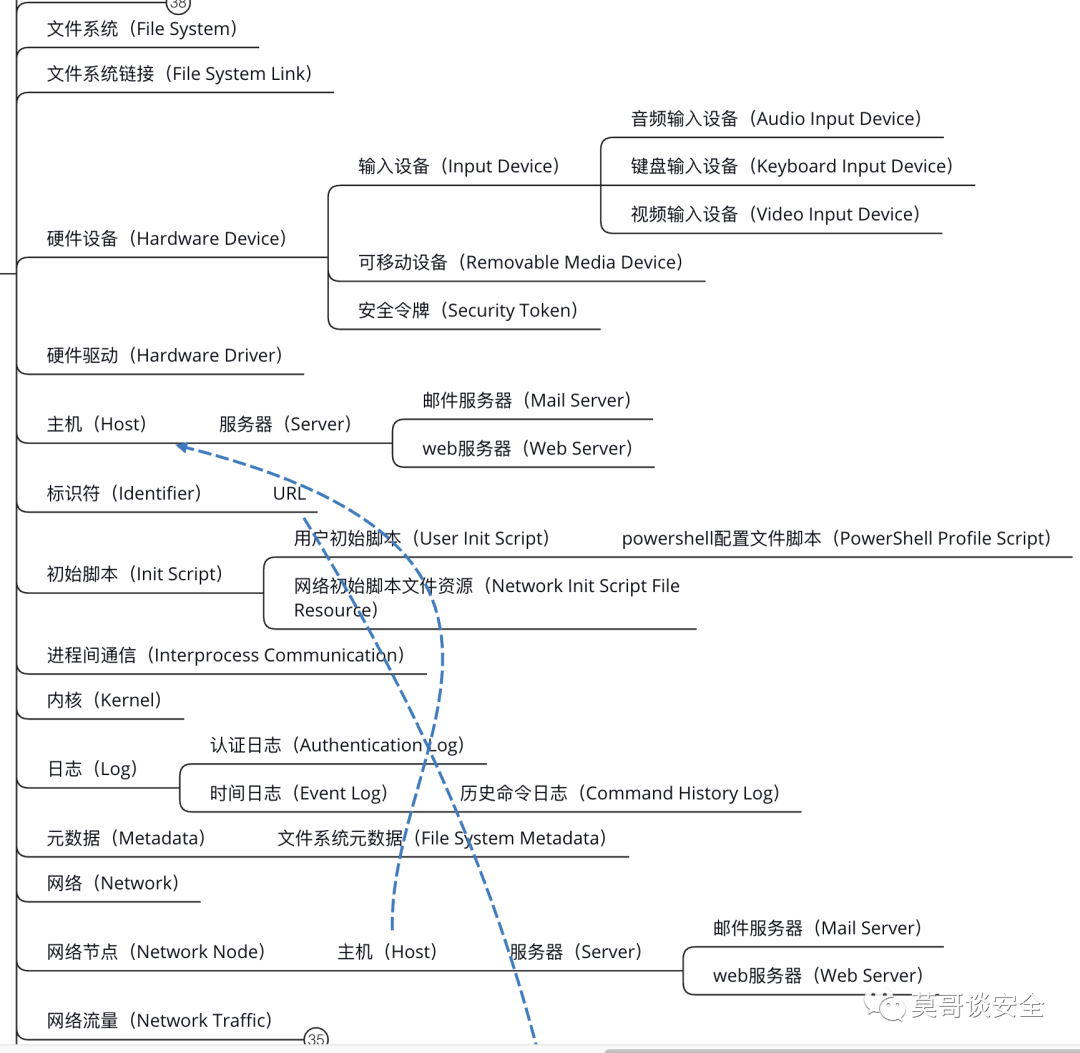 38
文件系统（File System）
文件系统链接（File System Link）
音频输入设备（Audio Input Device）
输入设备（Input Device）
键盘输入设备（Keyboard Input Device）
视频输入设备（Video Input Device）
硬件设备（Hardware Device）
可移动设备（Removable Media Device）
安全令牌（Security Token）
硬件驱动（Hardware Driver）
邮件服务器（Mail Server）
主机（Host）
服务器（Server）
web服务器（Web Server）
标识符（Identifier）
URL
用户初始脚本（User Init Script）
powershell配置文件脚本（PowerShell Profile Script）
初始脚本（Init Script）
网络初始脚本文件资源（Network Init Script File
Resource）
进程间通信（Interprocess Communication）
内核（Kernel）
认证日志（Authentication Log）
日志（Log）
时间日志（Event Log）
历史命令日志（Command History Log）
元数据（Metadata）
文件系统元数据（File System Metadata）
网络（Network）
邮件服务器（Mail Server）
网络节点（Network Node）
主机（Host）
服务器（Server）
web服务器（Web Server）
莫哥谈安全
网络流量（Network Traffic）
35